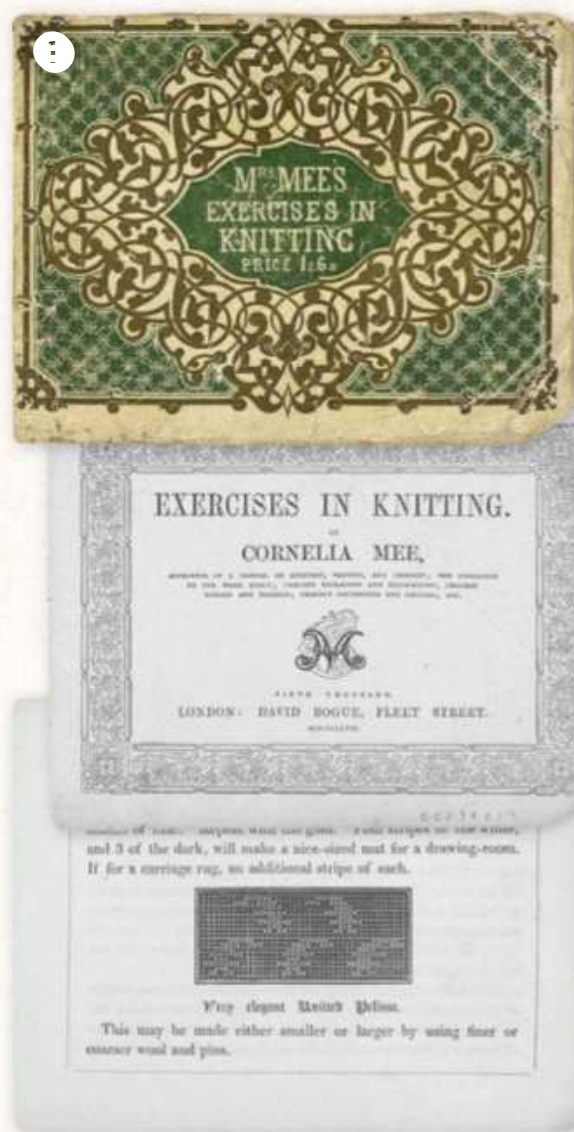 MRS MEE'S
EXERCISES IN
KNITTING
PRICE 1s6D
EXERCISES IN KNITTING.
BY
CORNELIA MEE,
LONDON: DAVID BOGUE, FLEET STREET.
and 3 of the dark, will make a nice-sized mat for a drawing-room.
If for a carriage rug, an additional stripe of each.
Very elegant Knitted Pelisse.
This may be made either smaller or larger by using finer or
coarser wool and pins.